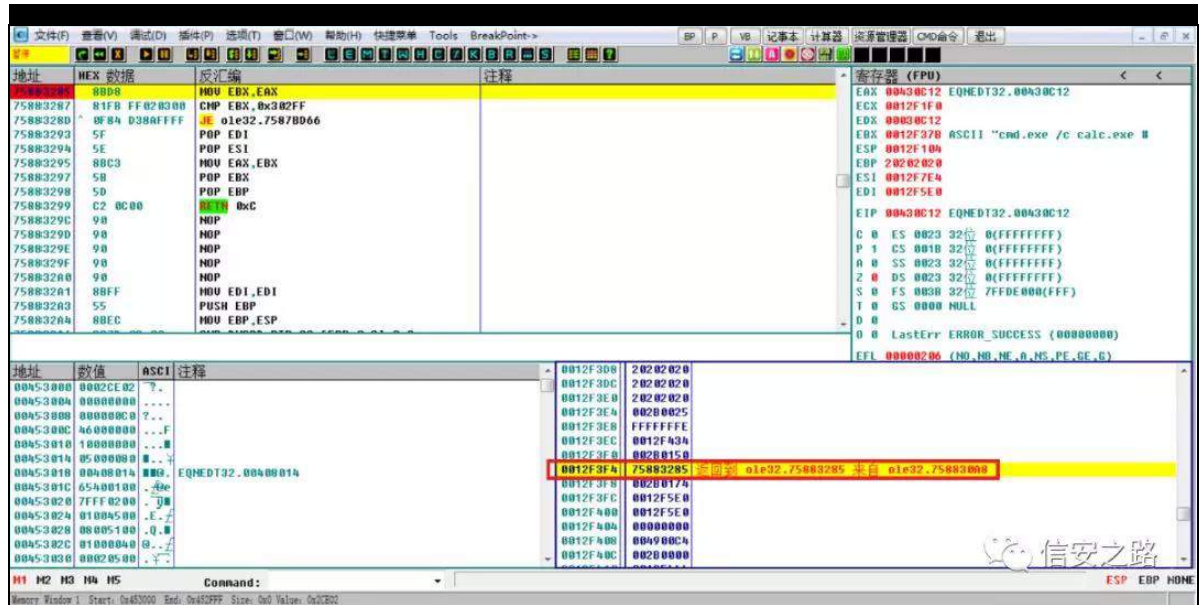 文件(F) 查看(V) 调试(D) 插件(P) 选项(T) 窗口(W) 帮助(H) 快捷菜单 Tools BreakPoint-> BP P VB 记事本 计算器 资源管理器 CMD命令 退出
暂停 L E M T W H C / K B R ... S
地址 HEX 数据 反汇编 注释
75883285 8BD8 MOV EBX,EAX
75883287 81FB FF020300 CMP EBX,0x302FF
7588328D ^ 0F84 D38AFFFF JE ole32.7587BD66
75883293 5F POP EDI
75883294 5E POP ESI
75883295 8BC3 MOV EAX,EBX
75883297 5B POP EBX
75883298 5D POP EBP
75883299 C2 0C00 RETN 0xC
7588329C 90 NOP
7588329D 90 NOP
7588329E 90 NOP
7588329F 90 NOP
758832A0 90 NOP
758832A1 8BFF MOV EDI,EDI
758832A3 55 PUSH EBP
758832A4 8BEC MOV EBP,ESP
寄存器 (FPU) < <
EAX 00430C12 EQNEDT32.00430C12
ECX 0012F1F0
EDX 00030C12
EBX 0012F37B ASCII "cmd.exe /c calc.exe
ESP 0012F104
EBP 20202020
ESI 0012F7E4
EDI 0012F5E0
EIP 00430C12 EQNEDT32.00430C12
C 0 ES 0023 32位 0(FFFFFFFF)
P 1 CS 001B 32位 0(FFFFFFFF)
A 0 SS 0023 32位 0(FFFFFFFF)
Z 0 DS 0023 32位 0(FFFFFFFF)
S 0 FS 003B 32位 7FFDE000(FFF)
T 0 GS 0000 NULL
D 0
O 0 LastErr ERROR_SUCCESS (00000000)
EFL 00000206 (NO,NB,NE,A,NS,PE,GE,G)
地址 数值 ASCI 注释
00453000 0002CE02 ?.
00453004 00000000 ....
00453008 000000C0 ?..
0045300C 46000000 ...F
00453010 10000000 ...
00453014 05000080
00453018 00408014 EQNEDT32.00408014
0045301C 65400100
00453020 7FFF0200
00453024 01004500 .E.
00453028 08005100 .Q.
0045302C 01000040 @..
00453030 00020500
0012F3D8 20202020
0012F3DC 20202020
0012F3E0 20202020
0012F3E4 002B0025
0012F3E8 FFFFFFFE
0012F3EC 0012F434
0012F3F0 002B0150
0012F3F4 75883285 返回到 ole32.75883285 来自 ole32.758830A8
0012F3F8 002B0174
0012F3FC 0012F5E0
0012F400 0012F5E0
0012F404 00000000
0012F408 004900C4
0012F40C 002B0000
信安之路
M1 M2 M3 M4 M5 Command: ESP EBP NONE
Memory Window 1 Start: 0x453000 End: 0x452FFF Size: 0x0 Value: 0x2CE02